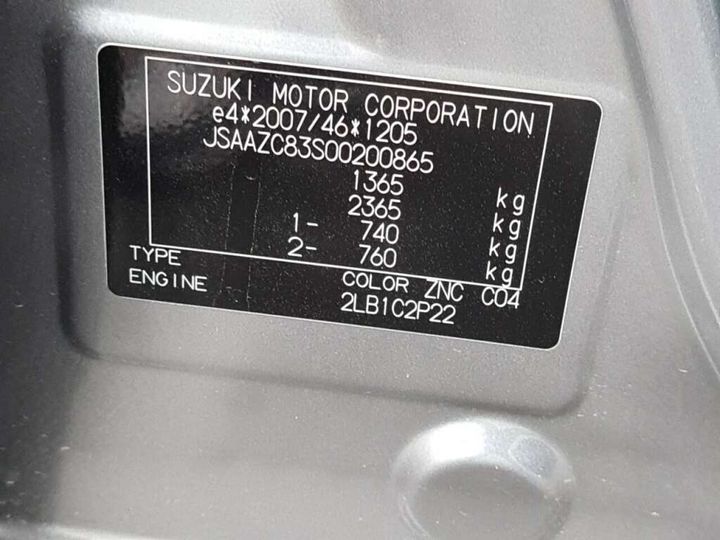 SUZUKI MOTOR CORPORATION
e4*2007/46*1205
JSAAZC83S00200865
1365 kg
2365 kg
1- 740 kg
2- 760 kg
TYPE COLOR ZNC C04
ENGINE 2LB1C2P22